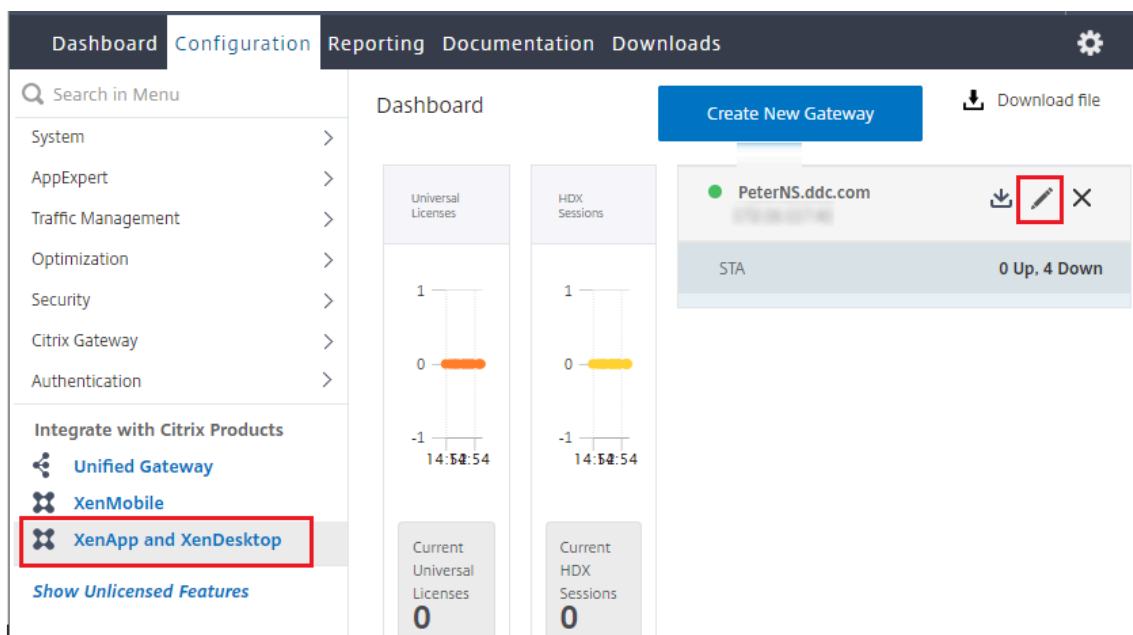 Dashboard Configuration Reporting Documentation Downloads
Search in Menu
System
AppExpert
Traffic Management
Optimization
Security
Citrix Gateway
Authentication
Integrate with Citrix Products
Unified Gateway
XenMobile
XenApp and XenDesktop
Show Unlicensed Features
Dashboard
Create New Gateway
Download file
Universal
Licenses
1
0
-1
Current
Universal
Licenses
0
HDX
Sessions
1
0
-1
Current
HDX
Sessions
0
PeterNS.ddc.com
STA
0 Up, 4 Down